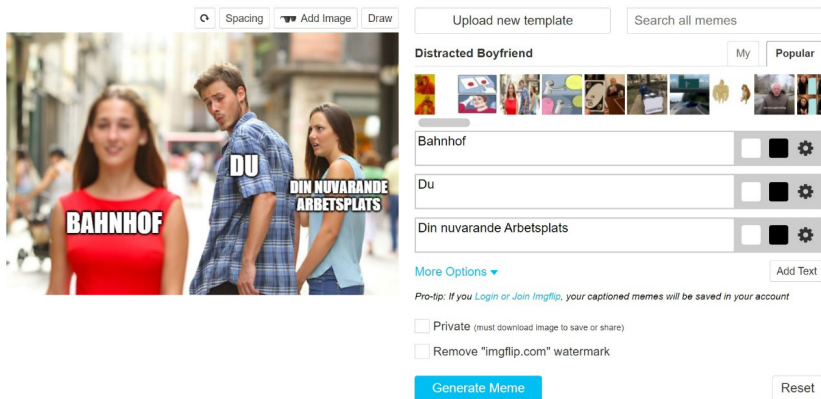 Spacing
Add Image
Draw
BAHNHOF
DU
DIN NUVARANDE
ARBETSPLATS
Upload new template
Search all memes
Distracted Boyfriend
My
Popular
Bahnhof
Du
Din nuvarande Arbetsplats
More Options
Add Text
Pro-tip: If you Login or Join Imgflip, your captioned memes will be saved in your account
Private (must download image to save or share)
Remove "imgflip.com" watermark
Generate Meme
Reset